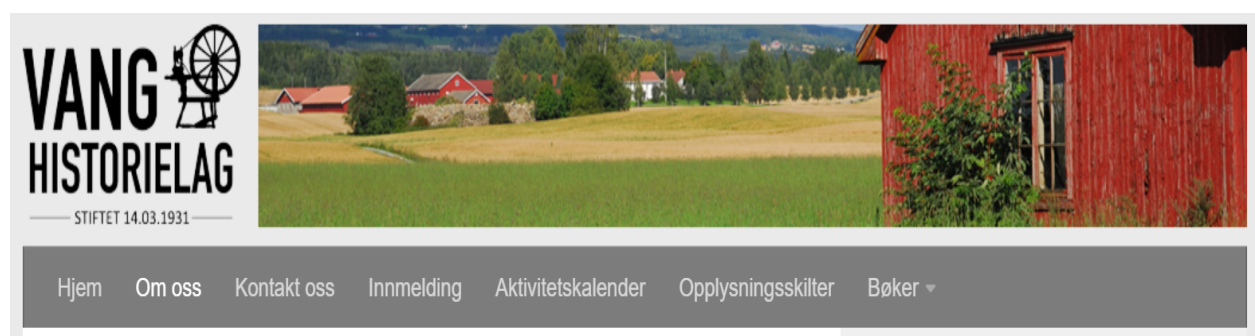 VANG
HISTORIELAG
STIFTET 14.03.1931
Hjem Om oss Kontakt oss Innmelding Aktivitetskalender Opplysningsskilter Bøker